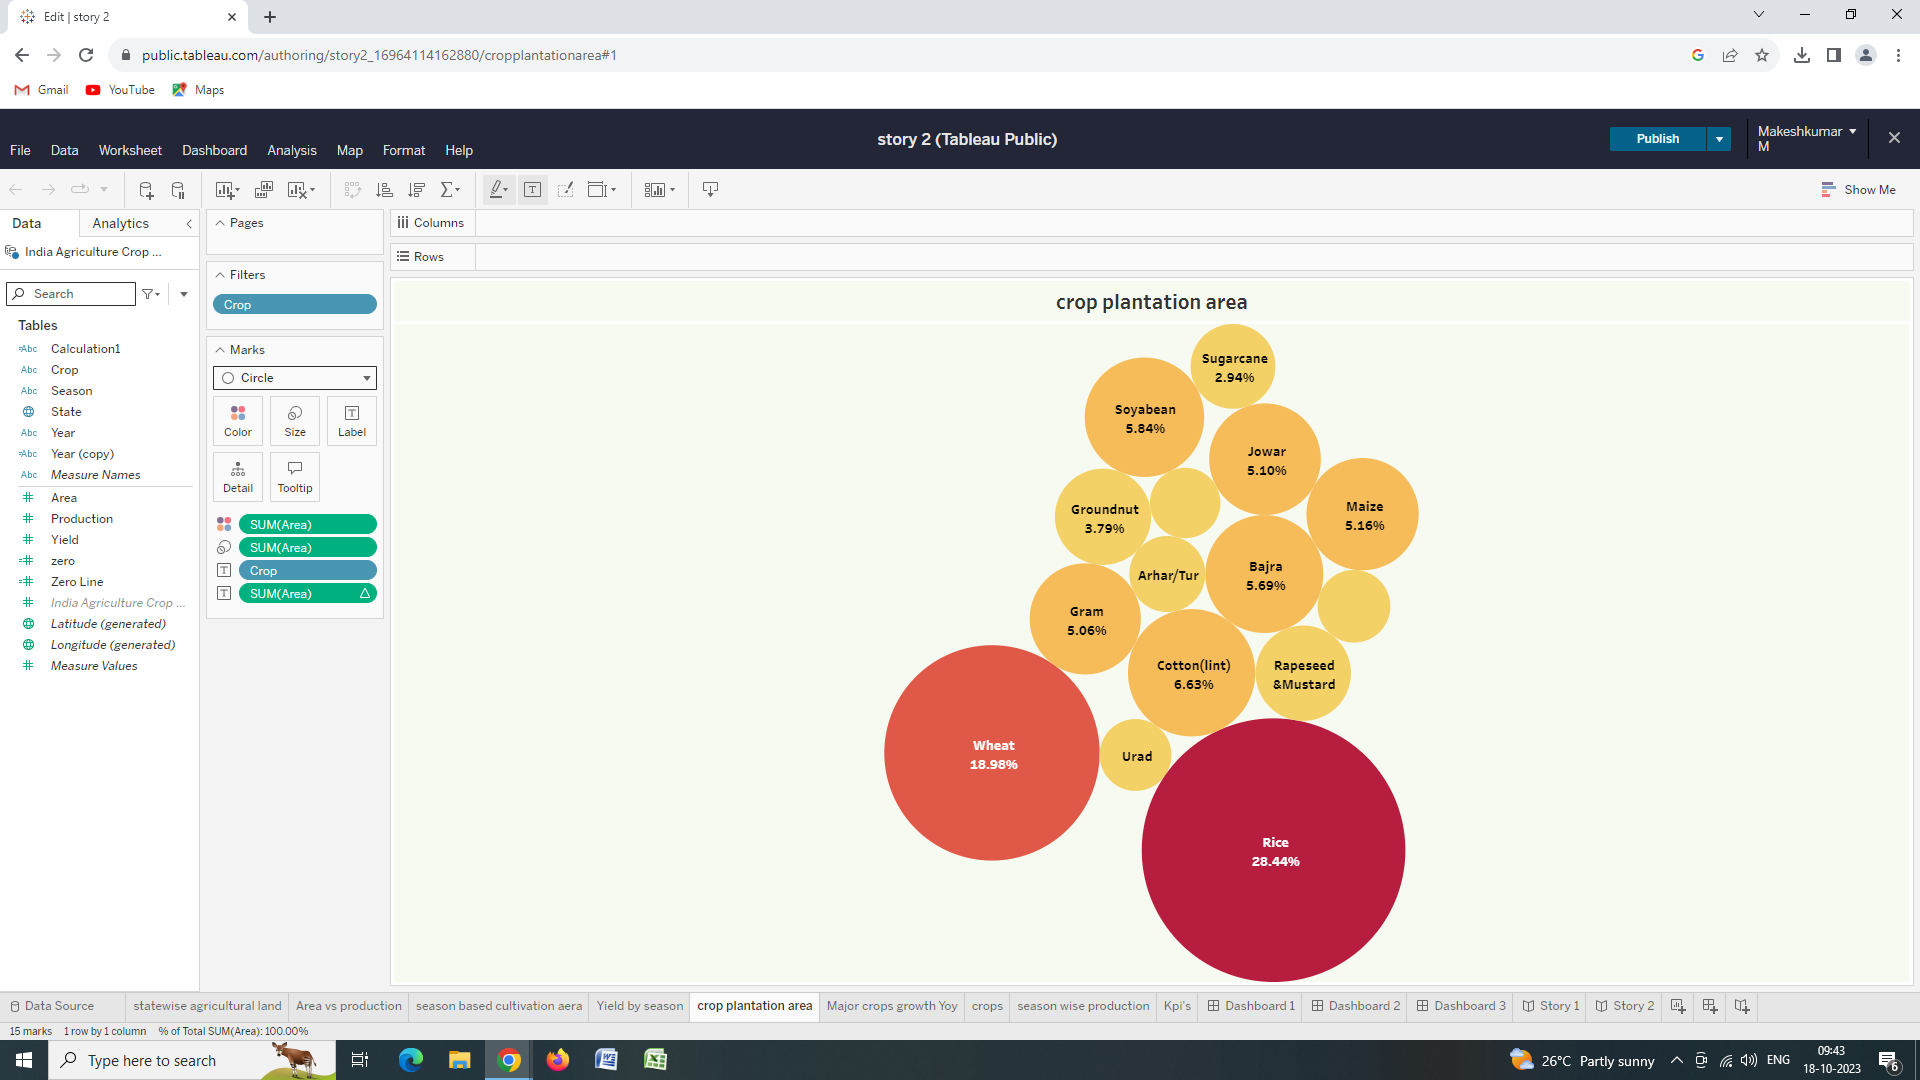 Edit | story 2
public.tableau.com/authoring/story2_16964114162880/cropplantationarea#1
Gmail YouTube Maps
story 2 (Tableau Public)
Publish
Makeshkumar
M
File Data Worksheet Dashboard Analysis Map Format Help
Show Me
Data Analytics
Pages
Columns
India Agriculture Crop ...
Rows
Filters
Search
Crop
crop plantation area
Tables
Calculation1
Crop
Season
State
Year
Year (copy)
Measure Names
Area
Production
Yield
zero
Zero Line
India Agriculture Crop ...
Latitude (generated)
Longitude (generated)
Measure Values
Marks
Circle
Color Size Label
Detail Tooltip
SUM(Area)
SUM(Area)
Crop
SUM(Area)
Sugarcane
2.94%
Soyabean
5.84%
Jowar
5.10%
Groundnut
3.79%
Maize
5.16%
Arhar/Tur
Bajra
5.69%
Gram
5.06%
Cotton(lint)
6.63%
Rapeseed
&Mustard
Wheat
18.98%
Urad
Rice
28.44%
Data Source statewise agricultural land Area vs production season based cultivation aera Yield by season crop plantation area Major crops growth Yoy crops season wise production Kpi's Dashboard 1 Dashboard 2 Dashboard 3 Story 1 Story 2
15 marks 1 row by 1 column % of Total SUM(Area): 100.00%
Type here to search
26°C Partly sunny
ENG
09:43
18-10-2023
6